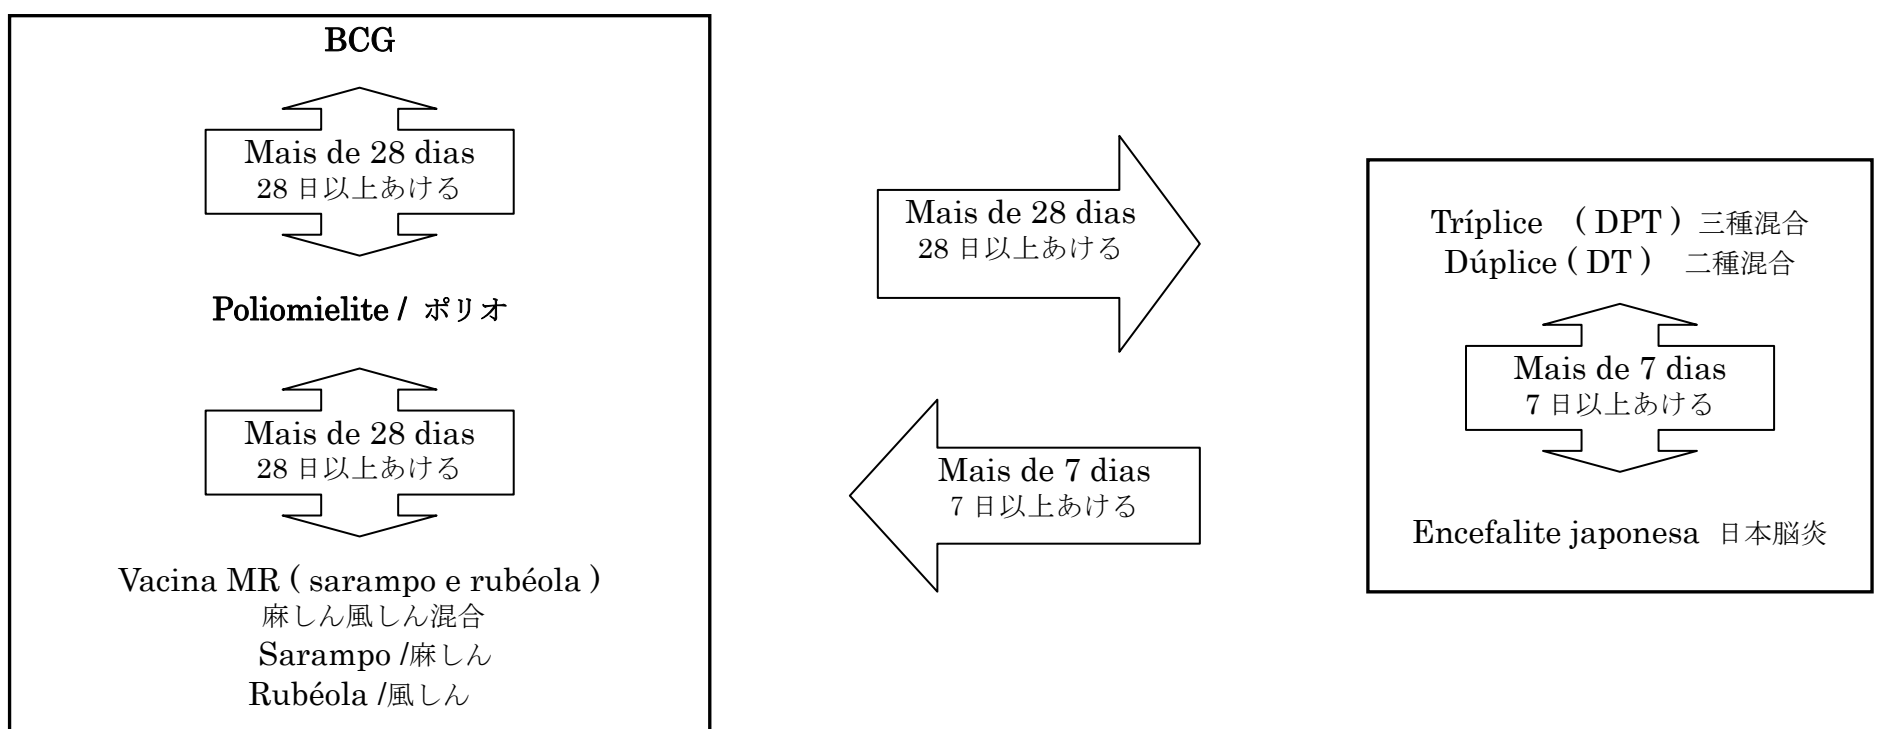 BCG
Mais de 28 dias
28 日以上あける
Poliomielite / ポリオ
Mais de 28 dias
28 日以上あける
Vacina MR ( sarampo e rubéola )
麻しん風しん混合
Sarampo /麻しん
Rubéola /風しん
Mais de 28 dias
28 日以上あける
Mais de 7 dias
7 日以上あける
Tríplice ( DPT ) 三種混合
Dúplice ( DT ) 二種混合
Mais de 7 dias
7 日以上あける
Encefalite japonesa 日本脳炎